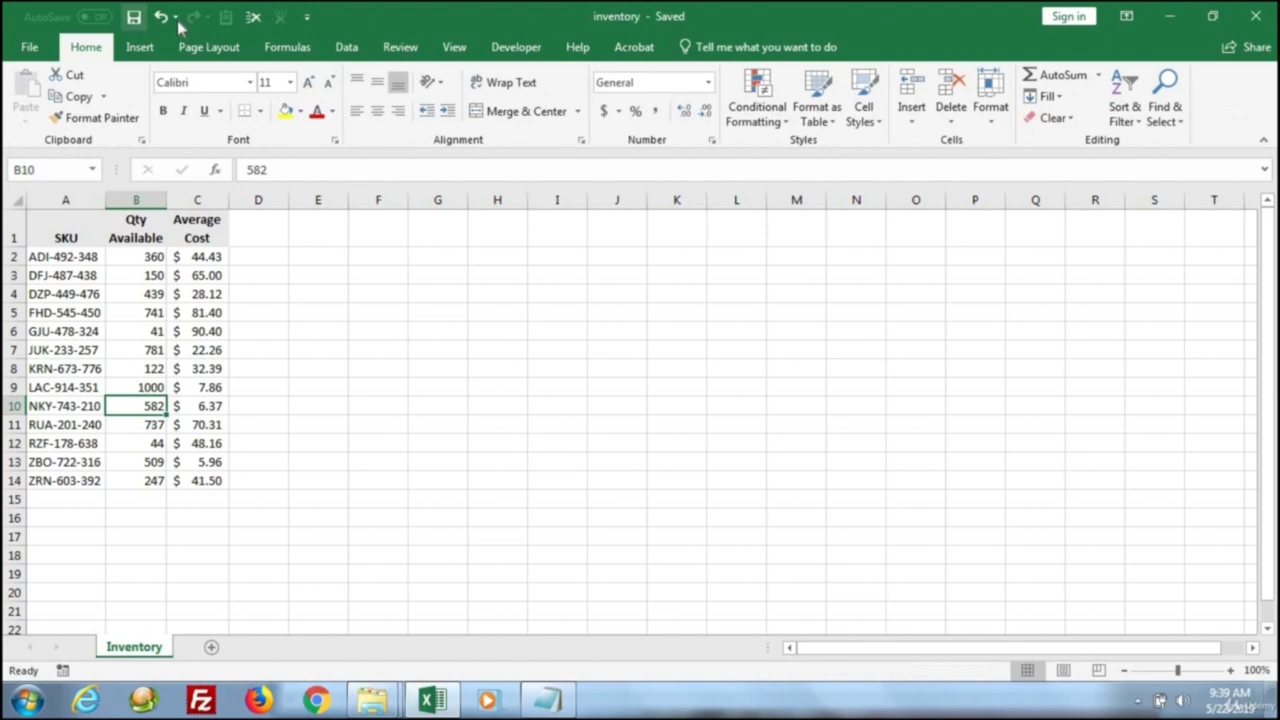 AutoSave Off
inventory - Saved
Sign in
File Home Insert Page Layout Formulas Data Review View Developer Help Acrobat Tell me what you want to do Share
Paste
Cut
Copy
Format Painter
Clipboard
Calibri 11
B I U
Font
Wrap Text
Merge & Center
Alignment
General
$ % ,
Number
Conditional Formatting
Format as Table
Cell Styles
Styles
Insert
Delete
Format
Cells
AutoSum
Fill
Clear
Sort & Filter
Find & Select
Editing
B10 fx 582
A B C D E F G H I J K L M N O P Q R S T
1 SKU Qty Available Average Cost
2 ADI-492-348 360 $ 44.43
3 DFJ-487-438 150 $ 65.00
4 DZP-449-476 439 $ 28.12
5 FHD-545-450 741 $ 81.40
6 GJU-478-324 41 $ 90.40
7 JUK-233-257 781 $ 22.26
8 KRN-673-776 122 $ 32.39
9 LAC-914-351 1000 $ 7.86
10 NKY-743-210 582 $ 6.37
11 RUA-201-240 737 $ 70.31
12 RZF-178-638 44 $ 48.16
13 ZBO-722-316 509 $ 5.96
14 ZRN-603-392 247 $ 41.50
15
16
17
18
19
20
21
22
Inventory
Ready
100%
9:39 AM
5/22/2019
Udemy